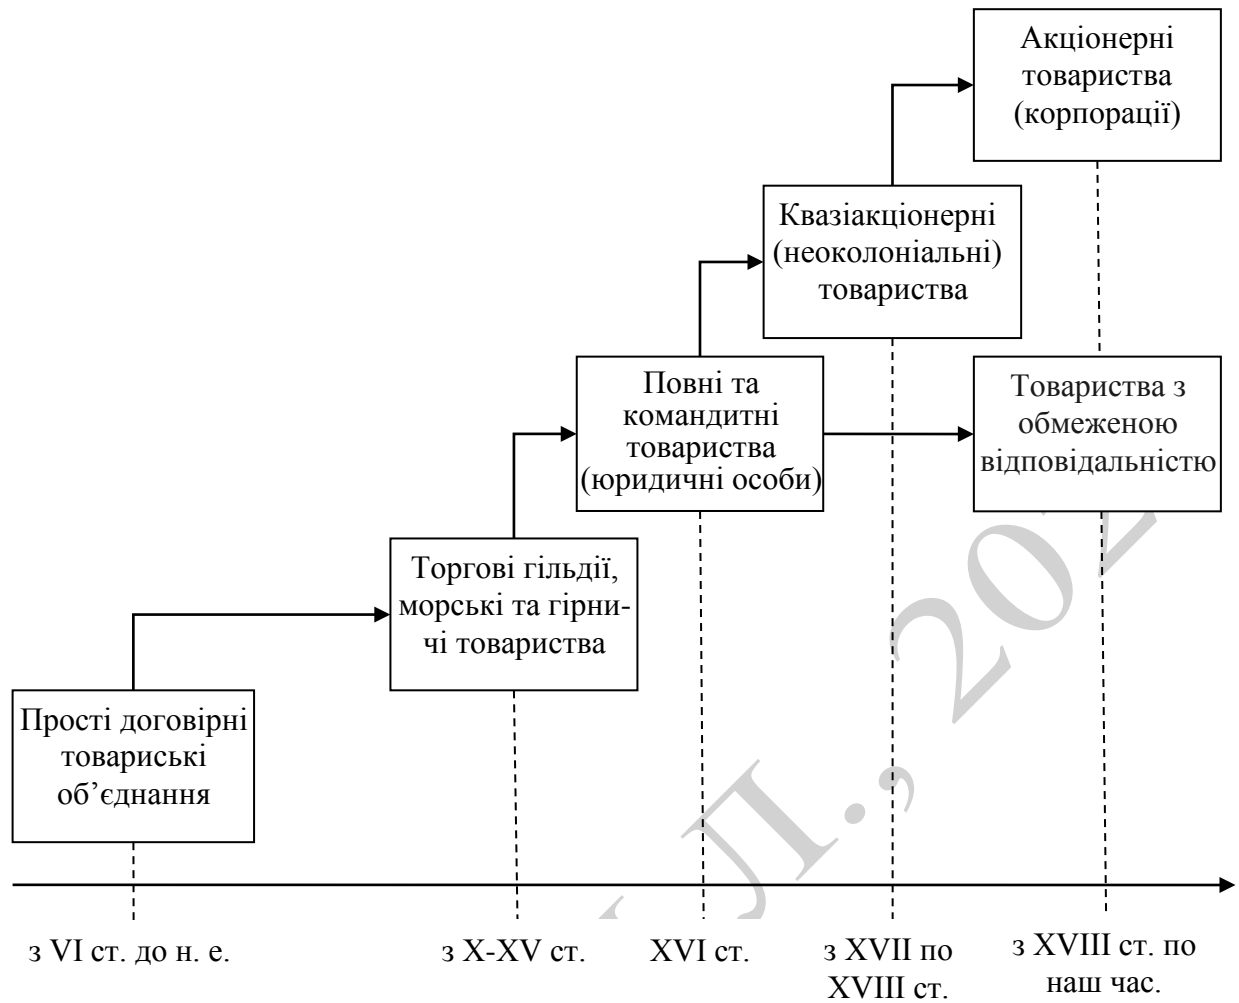 Акціонерні
товариства
(корпорації)
Квазіакціонерні
(неоколоніальні)
товариства
Повні та
командитні
товариства
(юридичні особи)
Товариства з
обмеженою
відповідальністю
Торгові гільдії,
морські та гірни-
чі товариства
Прості договірні
товариські
об’єднання
з VI ст. до н. е.
з X-XV ст.
XVI ст.
з XVII по
XVIII ст.
з XVIII ст. по
наш час.